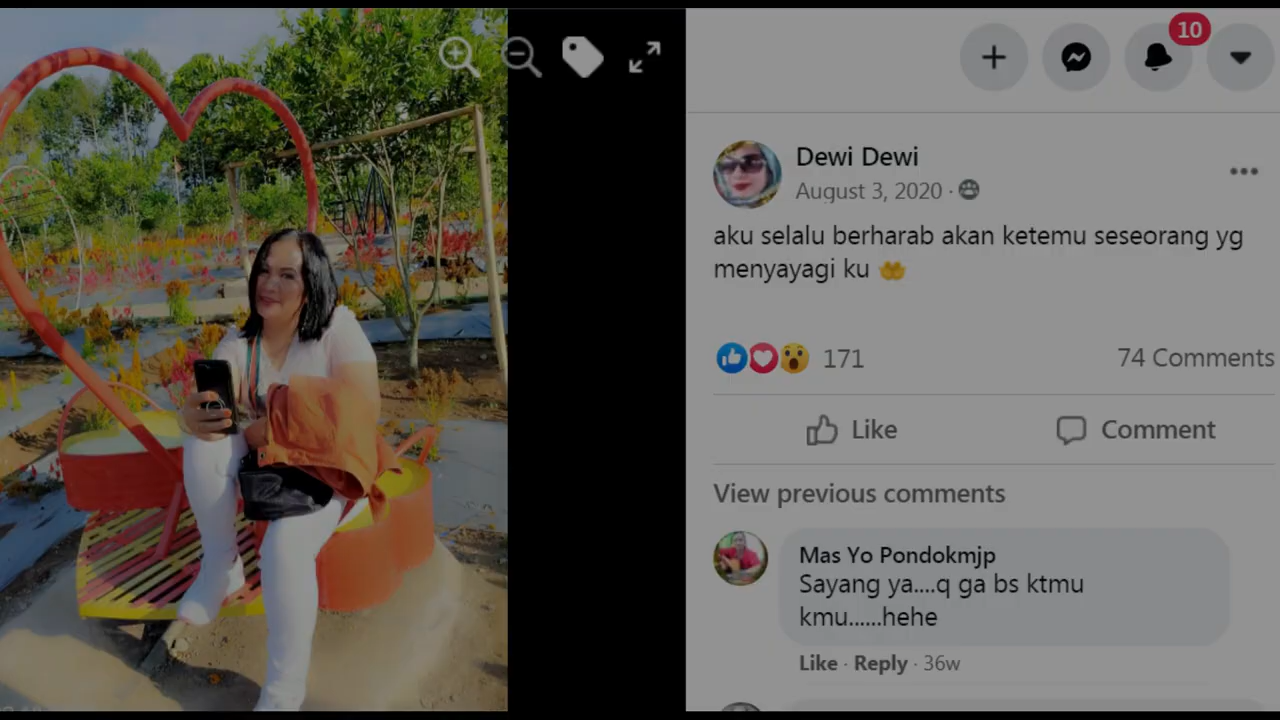 10
Dewi Dewi
August 3, 2020 ·
aku selalu berharab akan ketemu seseorang yg
menyayagi ku 🤲
171
74 Comments
Like
Comment
View previous comments
Mas Yo Pondokmjp
Sayang ya....q ga bs ktmu
kmu......hehe
Like · Reply · 36w